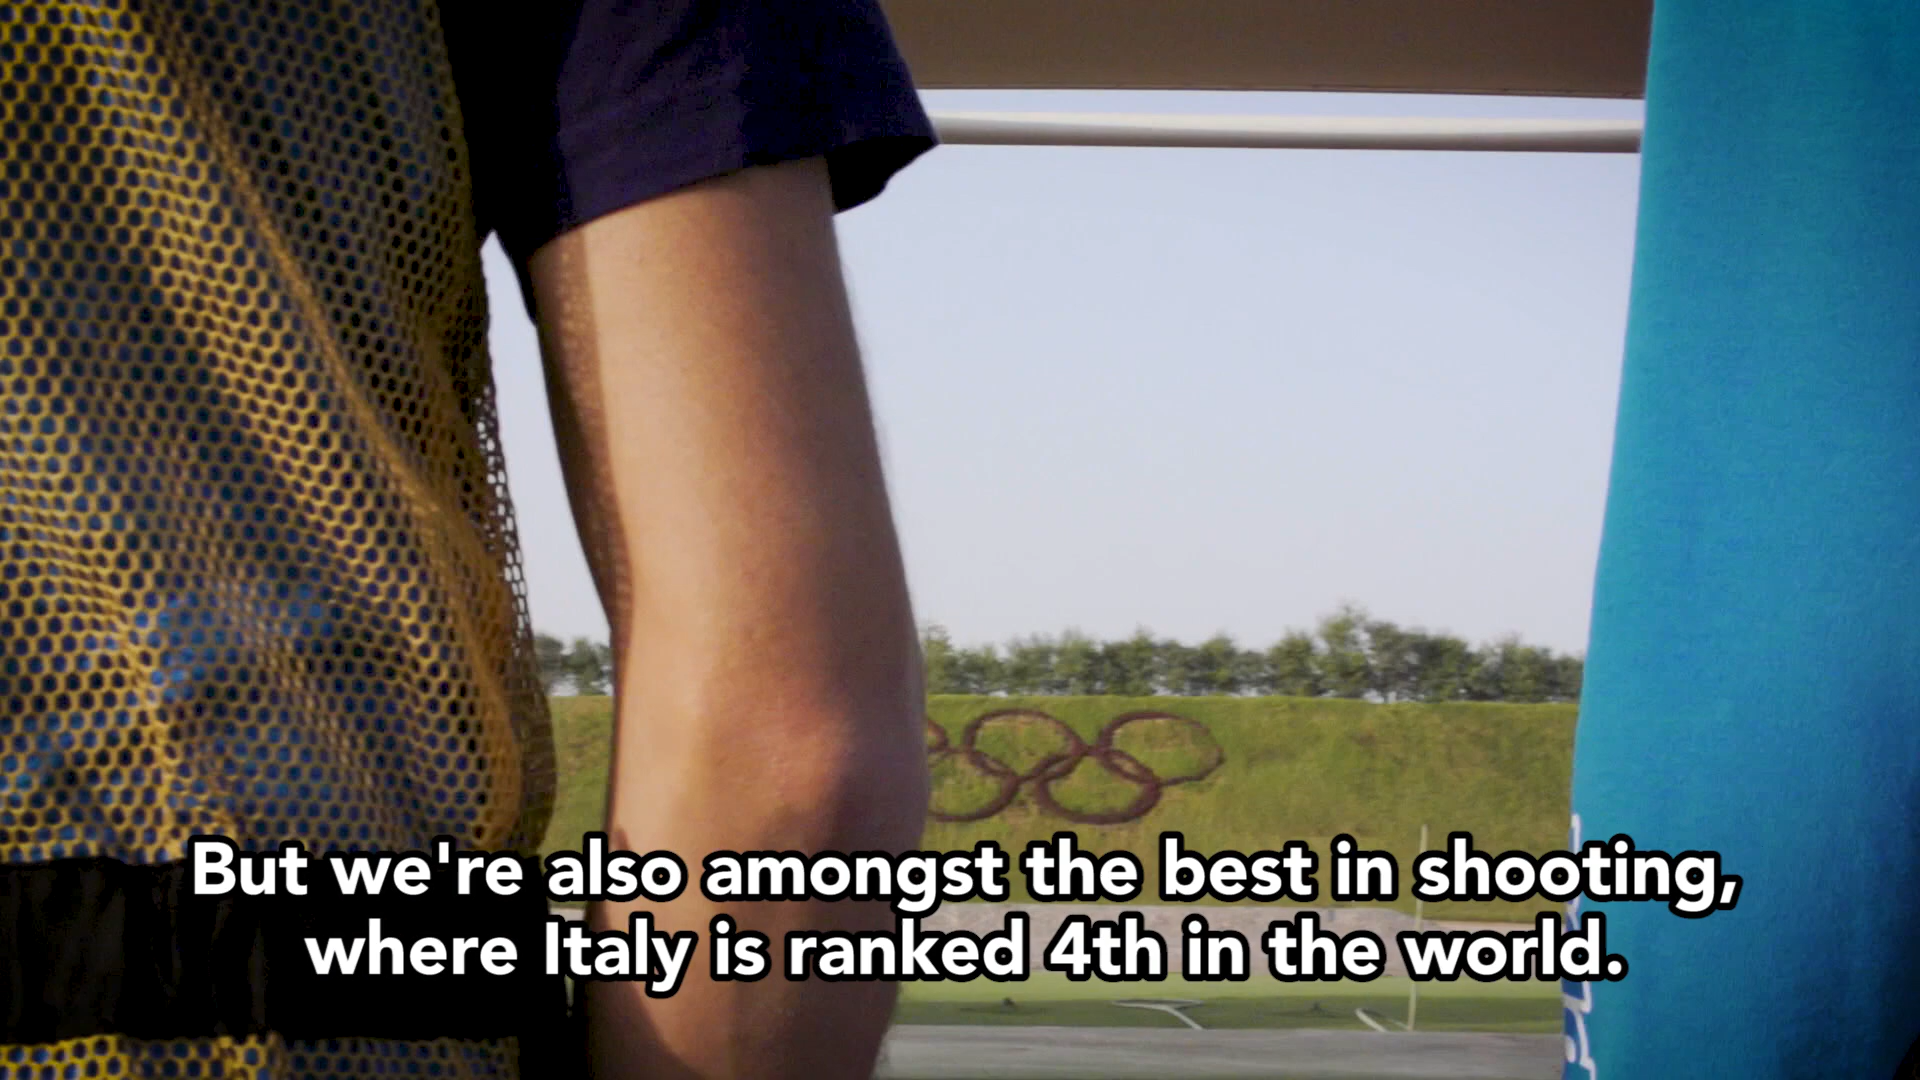 But we're also amongst the best in shooting,
where Italy is ranked 4th in the world.